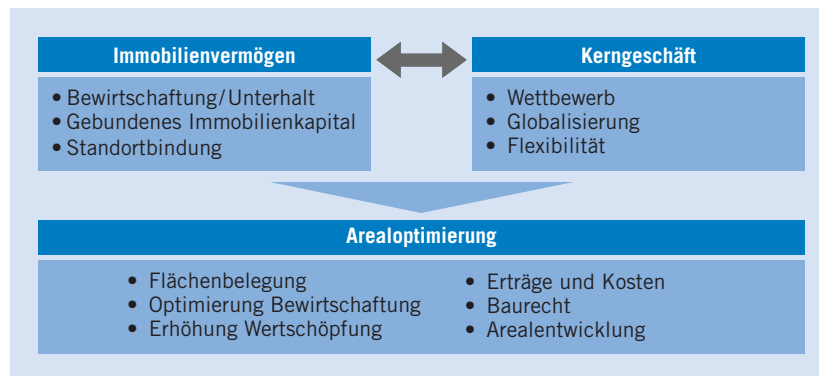 Immobilienvermögen
• Bewirtschaftung/Unterhalt
• Gebundenes Immobilienkapital
• Standortbindung
Kerngeschäft
• Wettbewerb
• Globalisierung
• Flexibilität
Arealoptimierung
• Flächenbelegung
• Optimierung Bewirtschaftung
• Erhöhung Wertschöpfung
• Erträge und Kosten
• Baurecht
• Arealentwicklung